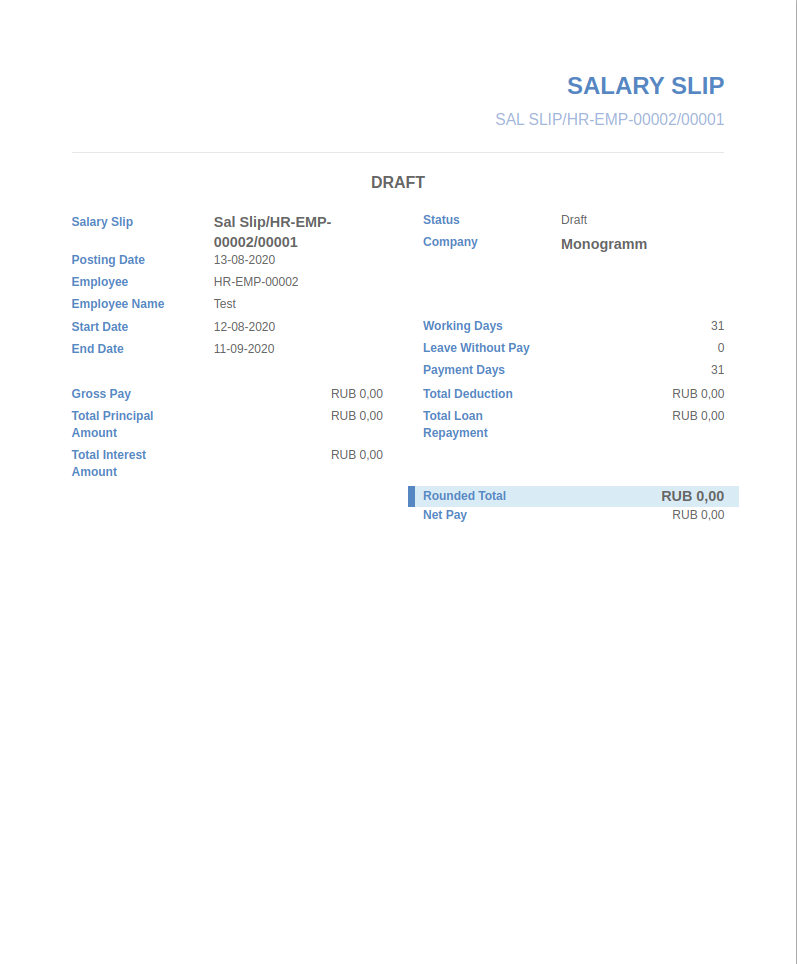 SALARY SLIP
SAL SLIP/HR-EMP-00002/00001
DRAFT
Salary Slip Sal Slip/HR-EMP-
00002/00001
Posting Date 13-08-2020
Employee HR-EMP-00002
Employee Name Test
Start Date 12-08-2020
End Date 11-09-2020
Status Draft
Company Monogramm
Working Days 31
Leave Without Pay 0
Payment Days 31
Gross Pay RUB 0,00
Total Principal RUB 0,00
Amount
Total Interest RUB 0,00
Amount
Total Deduction RUB 0,00
Total Loan RUB 0,00
Repayment
Rounded Total RUB 0,00
Net Pay RUB 0,00